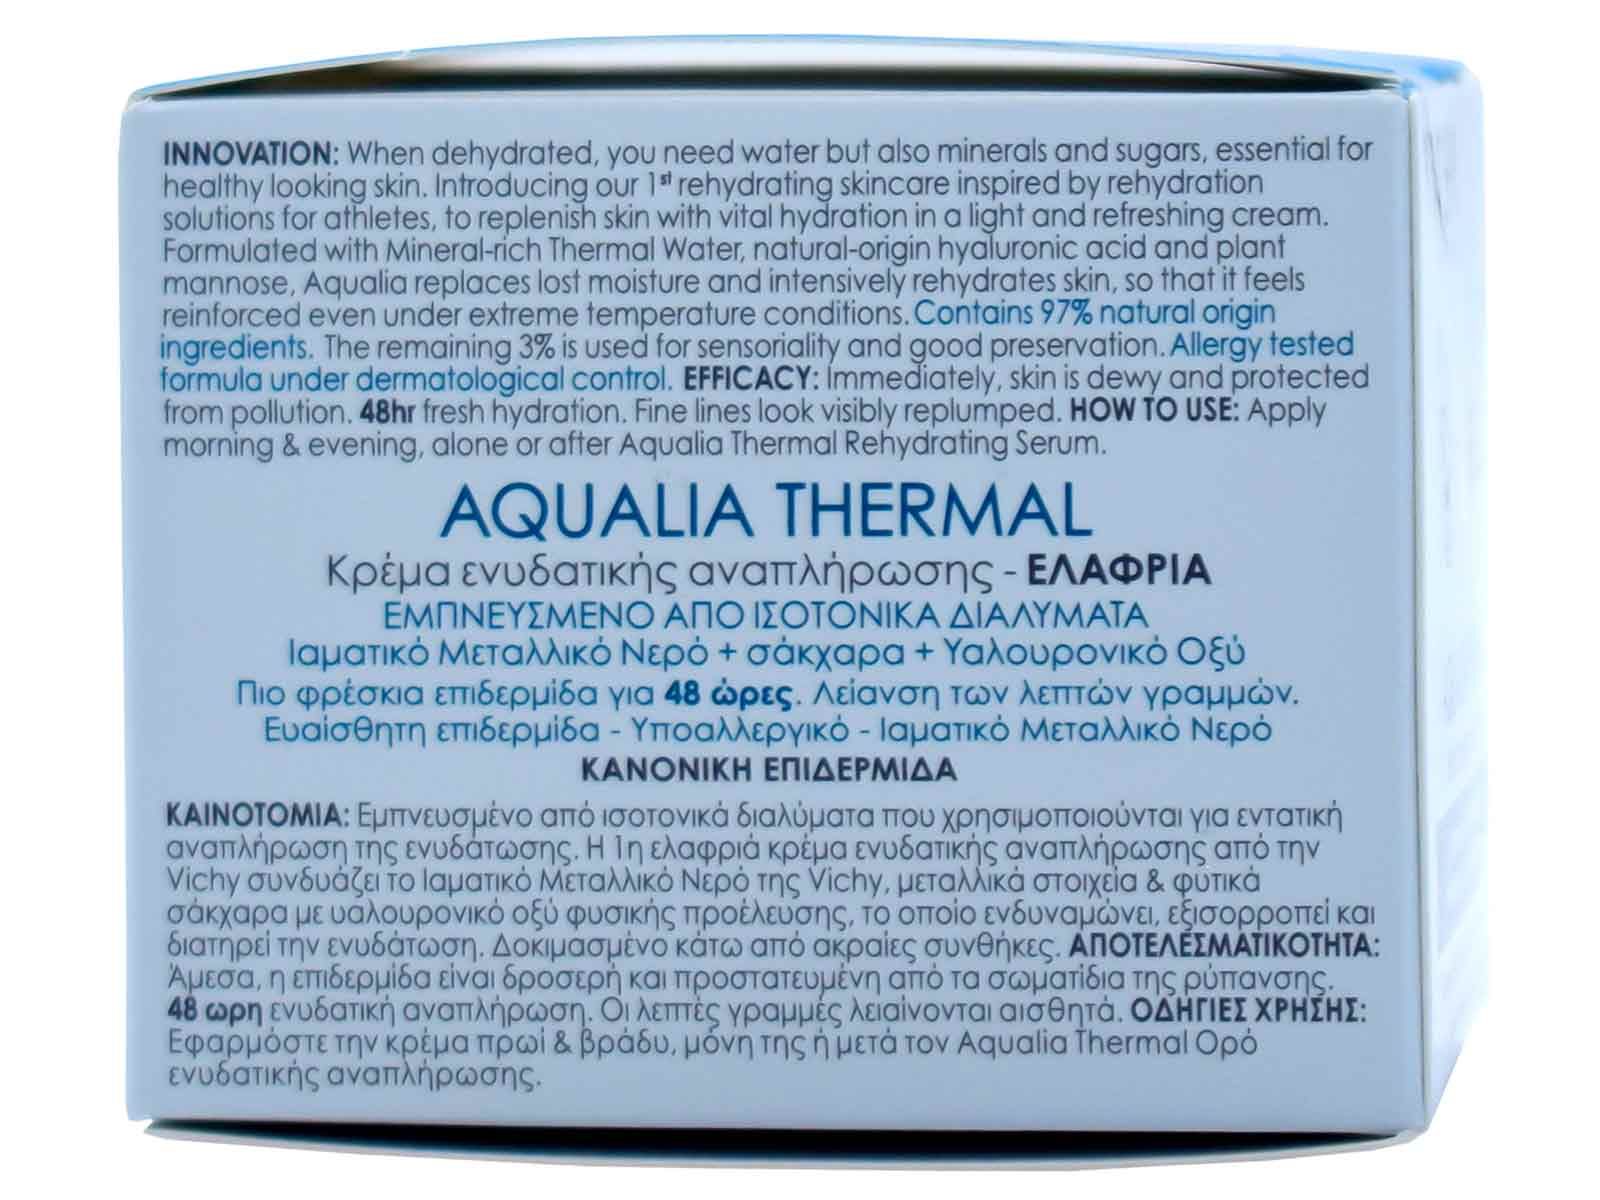 INNOVATION: When dehydrated, you need water but also minerals and sugars, essential for
healthy looking skin. Introducing our 1st rehydrating skincare inspired by rehydration
solutions for athletes, to replenish skin with vital hydration in a light and refreshing cream.
Formulated with Mineral-rich Thermal Water, natural-origin hyaluronic acid and plant
mannose, Aqualia replaces lost moisture and intensively rehydrates skin, so that it feels
reinforced even under extreme temperature conditions. Contains 97% natural origin
ingredients. The remaining 3% is used for sensoriality and good preservation. Allergy tested
formula under dermatological control. EFFICACY: Immediately, skin is dewy and protected
from pollution. 48hr fresh hydration. Fine lines look visibly replumped. HOW TO USE: Apply
morning & evening, alone or after Aqualia Thermal Rehydrating Serum.
AQUALIA THERMAL
Κρέμα ενυδατικής αναπλήρωσης - ΕΛΑΦΡΙΑ
ΕΜΠΝΕΥΣΜΕΝΟ ΑΠΟ ΙΣΟΤΟΝΙΚΑ ΔΙΑΛΥΜΑΤΑ
Ιαματικό Μεταλλικό Νερό + σάκχαρα + Υαλουρονικό Οξύ
Πιο φρέσκια επιδερμίδα για 48 ώρες. Λείανση των λεπτών γραμμών.
Ευαίσθητη επιδερμίδα - Υποαλλεργικό - Ιαματικό Μεταλλικό Νερό
ΚΑΝΟΝΙΚΗ ΕΠΙΔΕΡΜΙΔΑ
ΚΑΙΝΟΤΟΜΙΑ: Εμπνευσμένο από ισοτονικά διαλύματα που χρησιμοποιούνται για εντατική
αναπλήρωση της ενυδάτωσης. Η 1η ελαφριά κρέμα ενυδατικής αναπλήρωσης από την
Vichy συνδυάζει το Ιαματικό Μεταλλικό Νερό της Vichy, μεταλλικά στοιχεία & φυτικά
σάκχαρα με υαλουρονικό οξύ φυσικής προέλευσης, το οποίο ενδυναμώνει, εξισορροπεί και
διατηρεί την ενυδάτωση. Δοκιμασμένο κάτω από ακραίες συνθήκες. ΑΠΟΤΕΛΕΣΜΑΤΙΚΟΤΗΤΑ:
Άμεσα, η επιδερμίδα είναι δροσερή και προστατευμένη από τα σωματίδια της ρύπανσης.
48 ωρη ενυδατική αναπλήρωση. Οι λεπτές γραμμές λειαίνονται αισθητά. ΟΔΗΓΙΕΣ ΧΡΗΣΗΣ:
Εφαρμόστε την κρέμα πρωί & βράδυ, μόνη της ή μετά τον Aqualia Thermal Ορό
ενυδατικής αναπλήρωσης.